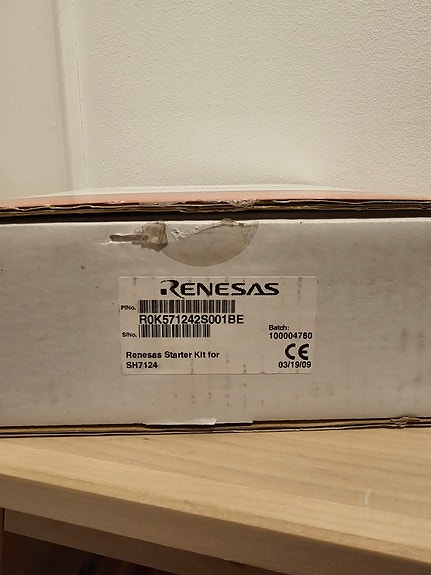 RENESAS
P/No.
R0K571242S001BE
S/No.
Batch:
100004760
Renesas Starter Kit for
SH7124
CE
03/19/09